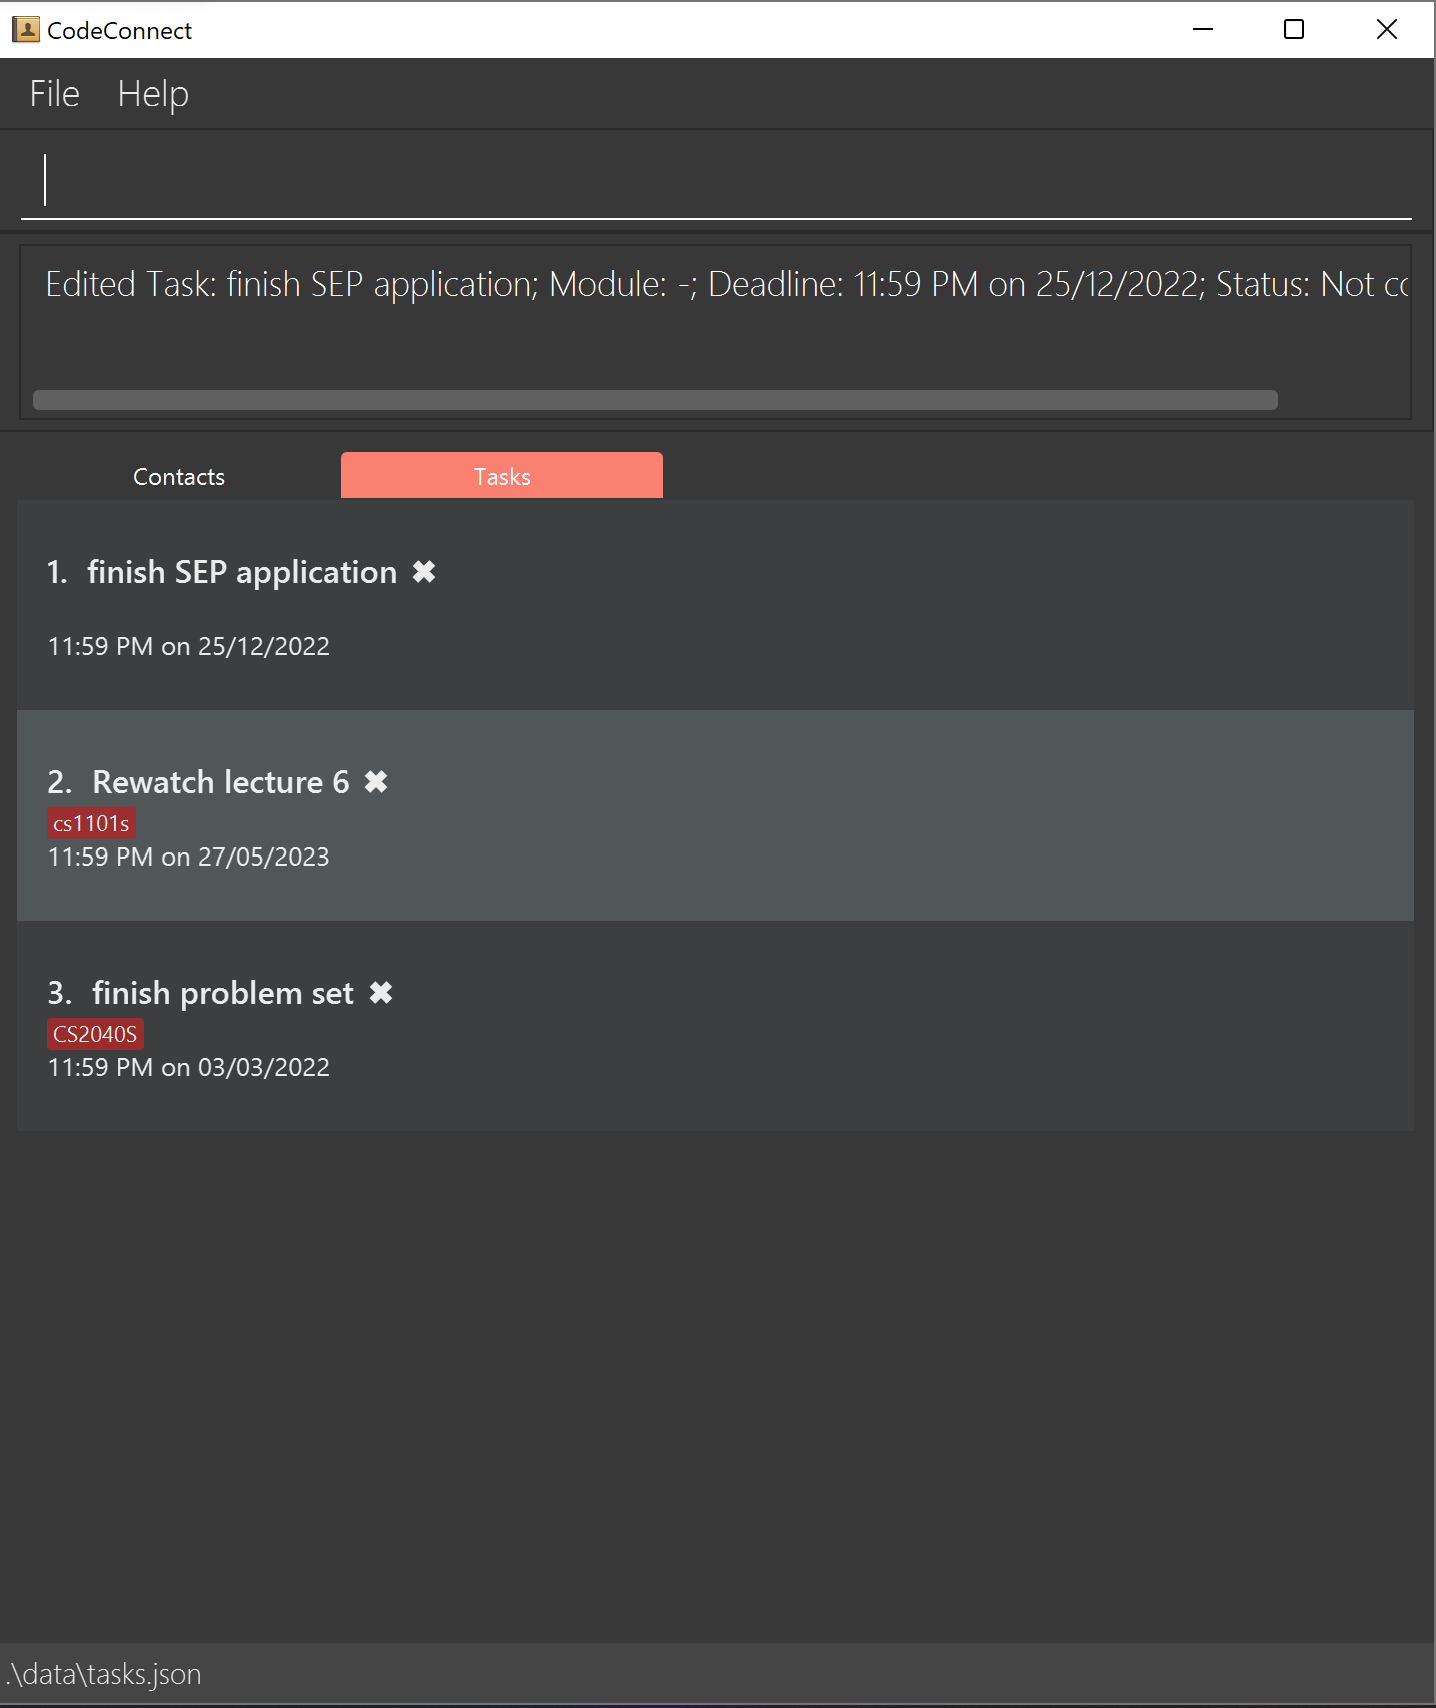 CodeConnect
File Help
Edited Task: finish SEP application; Module: -; Deadline: 11:59 PM on 25/12/2022; Status: Not
Contacts Tasks
1. finish SEP application ✖
11:59 PM on 25/12/2022
2. Rewatch lecture 6 ✖
cs1101s
11:59 PM on 27/05/2023
3. finish problem set ✖
CS2040S
11:59 PM on 03/03/2022
.\data\tasks.json